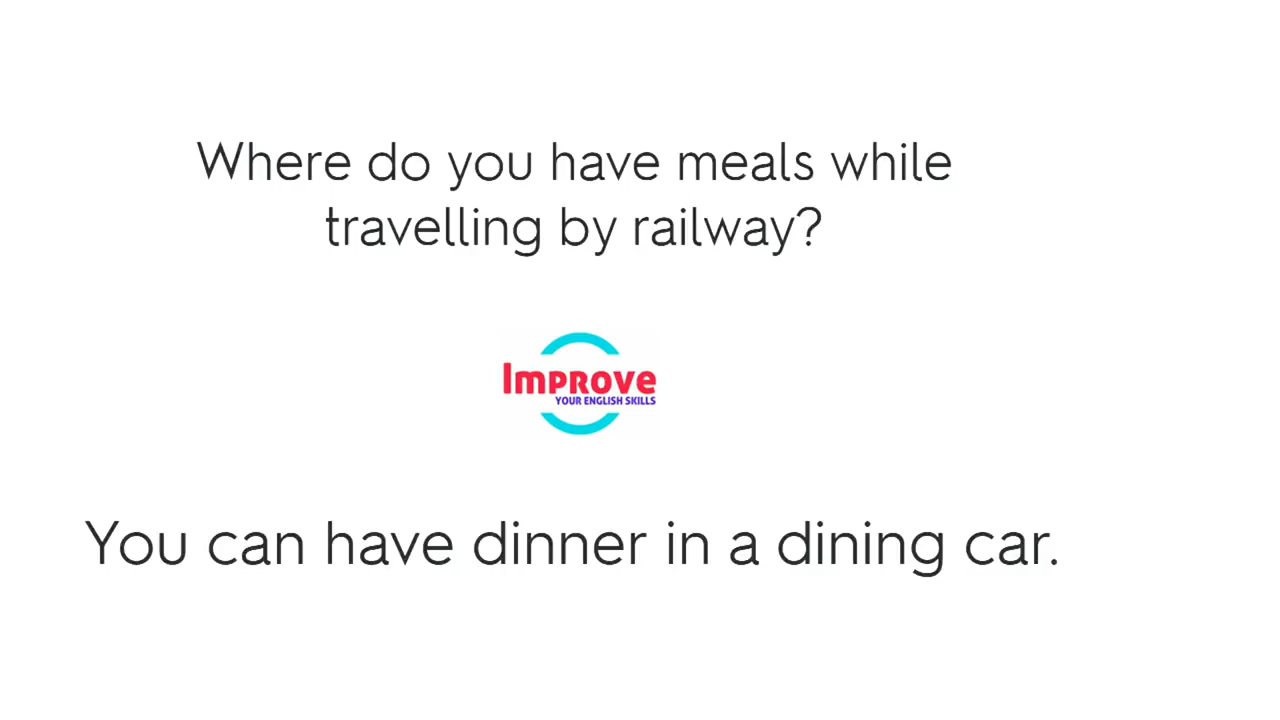 Where do you have meals while
travelling by railway?
Improve
YOUR ENGLISH SKILLS
You can have dinner in a dining car.